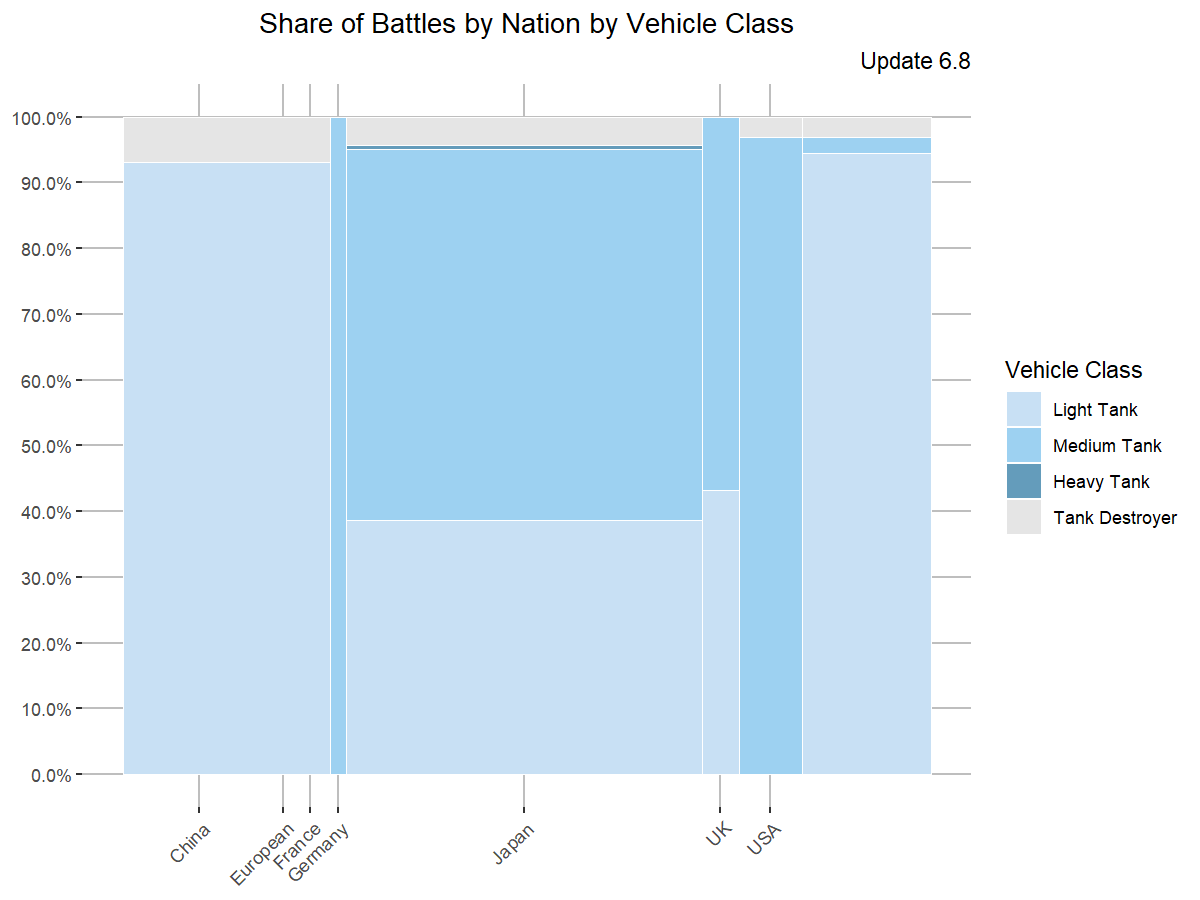 Share of Battles by Nation by Vehicle Class
Update 6.8
100.0%
90.0%
80.0%
70.0%
60.0%
50.0%
40.0%
30.0%
20.0%
10.0%
0.0%
China
European
France
Germany
Japan
UK
USA
Vehicle Class
Light Tank
Medium Tank
Heavy Tank
Tank Destroyer